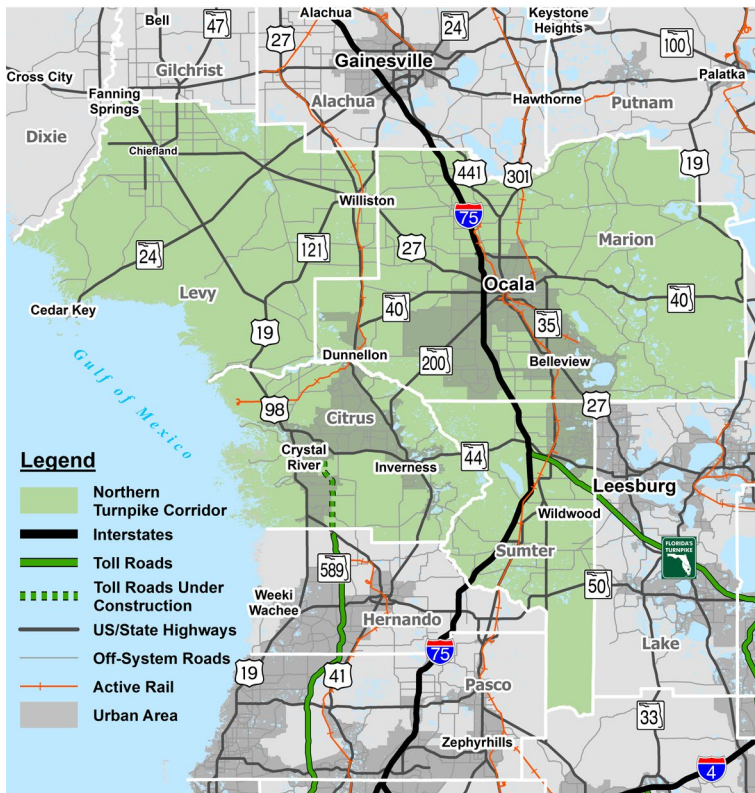 Alachua
Bell
47
27
24
Keystone
Heights
100
Gainesville
Cross City
Gilchrist
Palatka
Fanning
Springs
Alachua
Hawthorne
Putnam
Dixie
Chiefland
441
301
19
Williston
75
121
27
Marion
24
Levy
Ocala
Cedar Key
40
40
19
35
Dunnellon
200
Belleview
Gulf of Mexico
98
Citrus
27
Crystal
River
44
Inverness
Leesburg
Wildwood
Sumter
FLORIDA'S
TURNPIKE
589
50
Weeki
Wachee
Hernando
Lake
75
19
41
Pasco
33
Zephyrhills
4
Legend
Northern
Turnpike Corridor
Interstates
Toll Roads
Toll Roads Under
Construction
US/State Highways
Off-System Roads
Active Rail
Urban Area